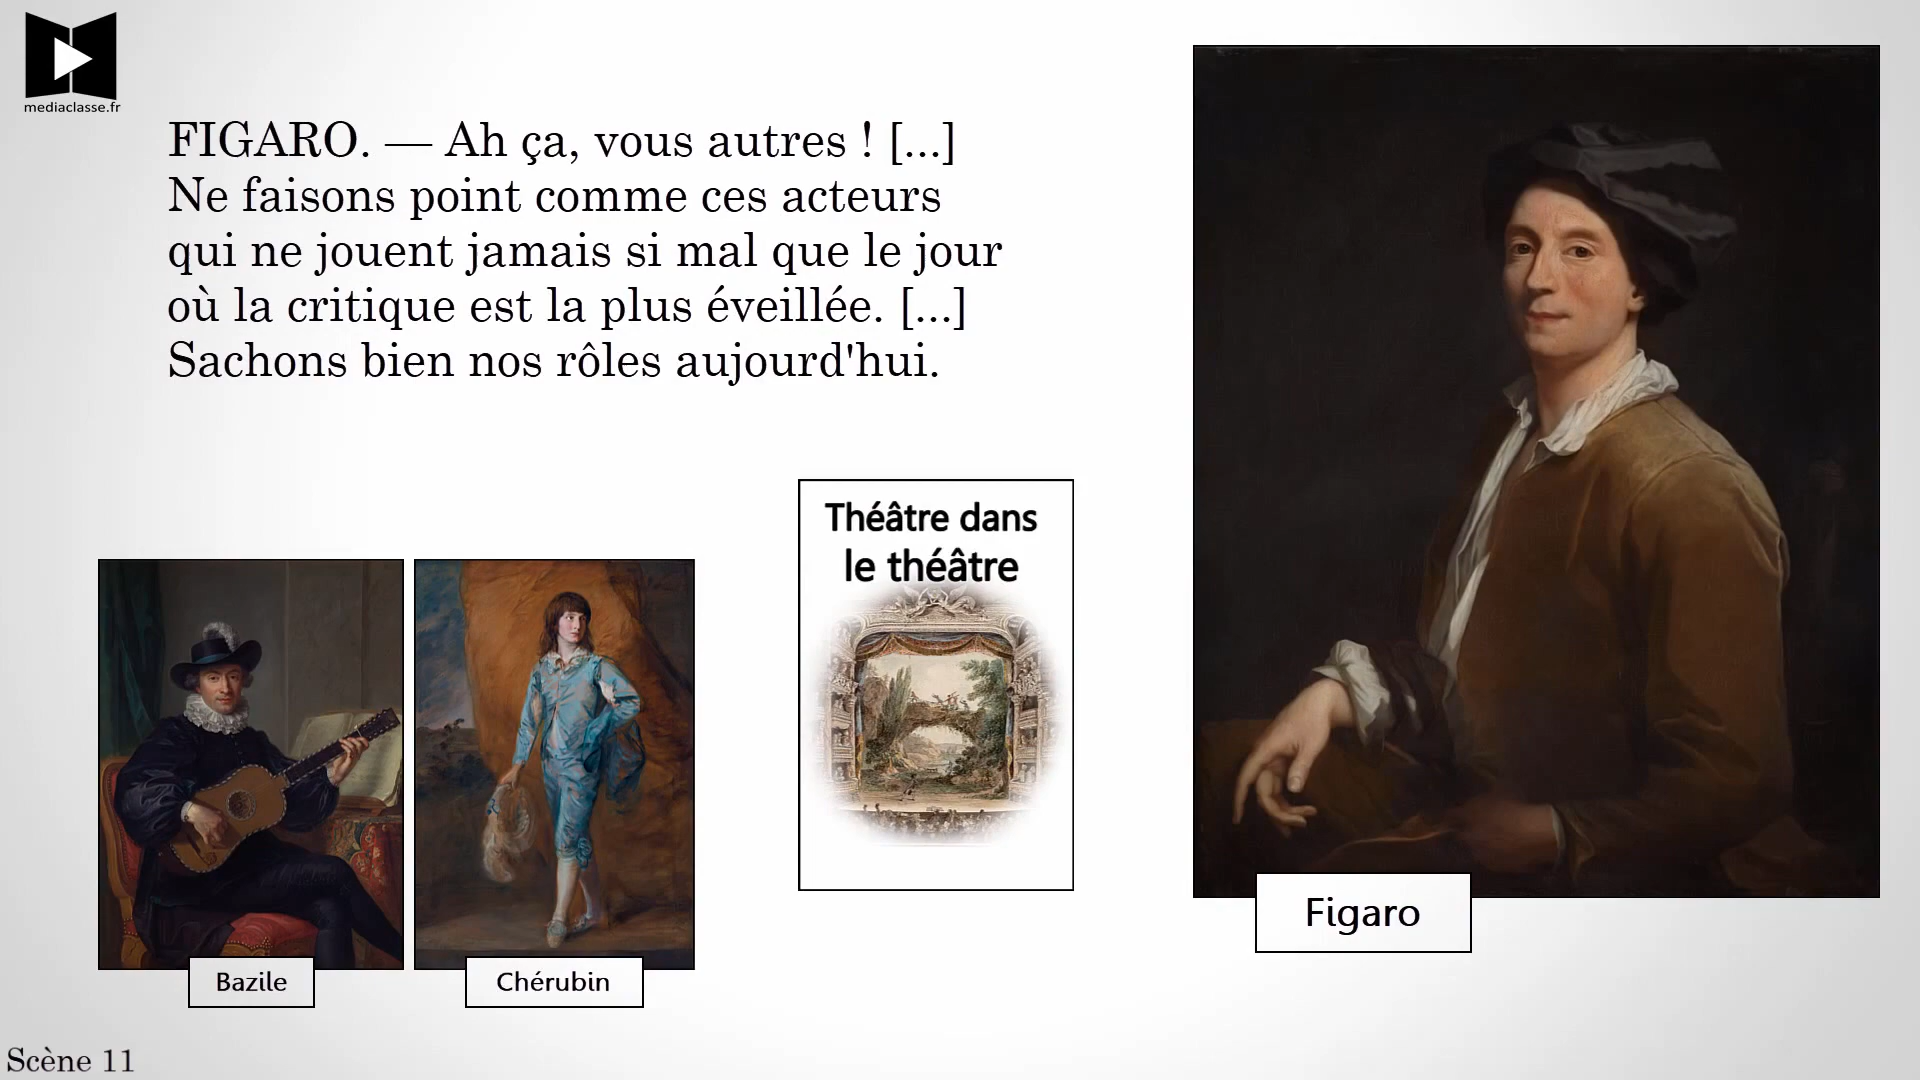 mediaclasse.fr
FIGARO. — Ah ça, vous autres ! [...]
Ne faisons point comme ces acteurs
qui ne jouent jamais si mal que le jour
où la critique est la plus éveillée. [...]
Sachons bien nos rôles aujourd'hui.
Théâtre dans
le théâtre
Figaro
Bazile
Chérubin
Scène 11